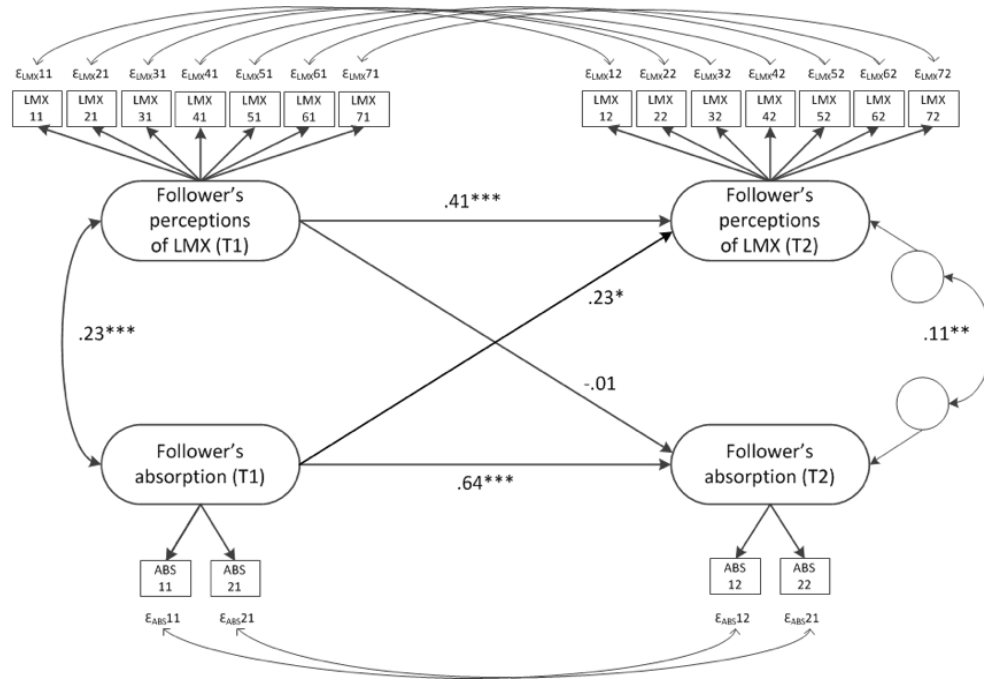 εLMX11 εLMX21 εLMX31 εLMX41 εLMX51 εLMX61 εLMX71
εLMX12 εLMX22 εLMX32 εLMX42 εLMX52 εLMX62 εLMX72
LMX 11
LMX 21
LMX 31
LMX 41
LMX 51
LMX 61
LMX 71
LMX 12
LMX 22
LMX 32
LMX 42
LMX 52
LMX 62
LMX 72
Follower's
perceptions
of LMX (T1)
.41***
Follower's
perceptions
of LMX (T2)
.23***
.23*
.11**
-.01
Follower's
absorption (T1)
.64***
Follower's
absorption (T2)
ABS
11
ABS
21
ABS
12
ABS
22
εABS11 εABS21
εABS12 εABS21